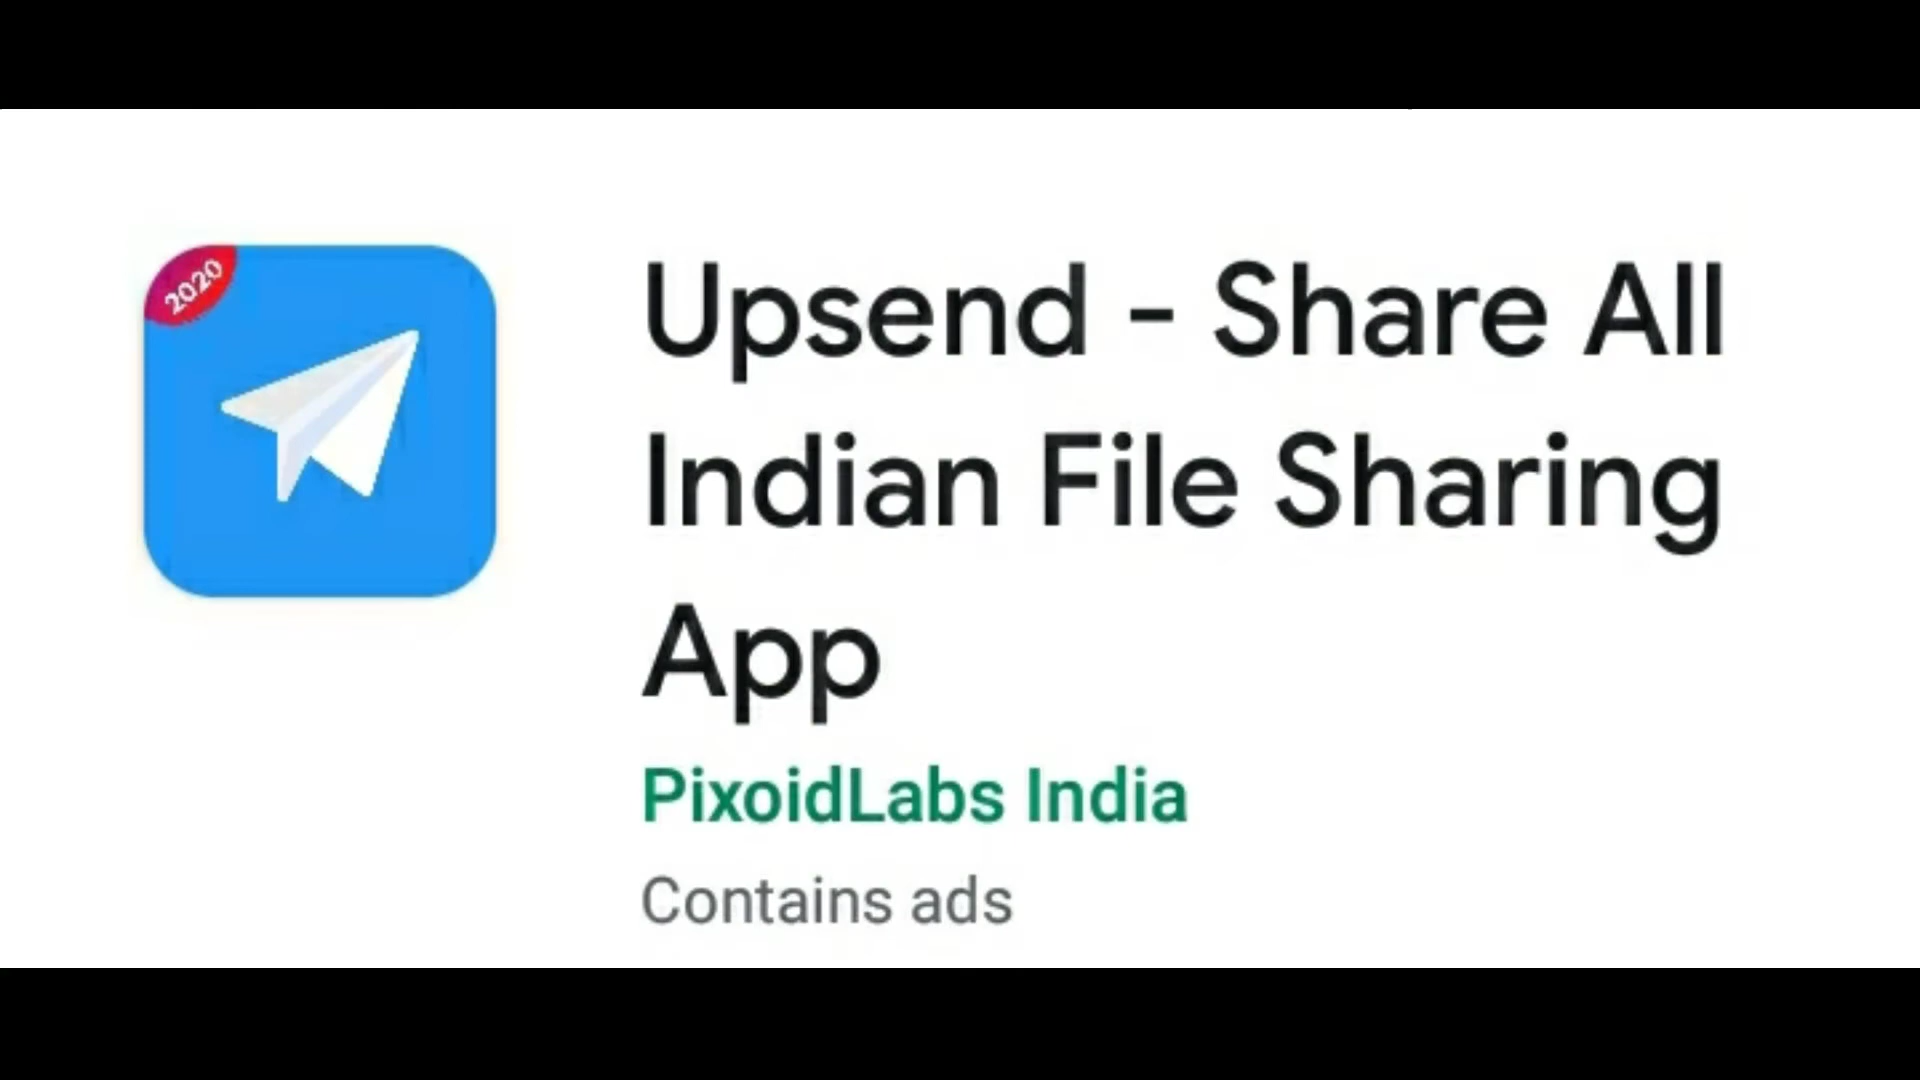 2020
Upsend - Share All
Indian File Sharing
App
PixoidLabs India
Contains ads